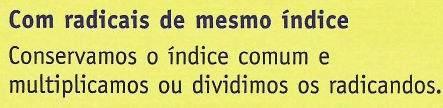 Com radicais de mesmo índice
Conservamos o índice comum e
multiplicamos ou dividimos os radicandos.